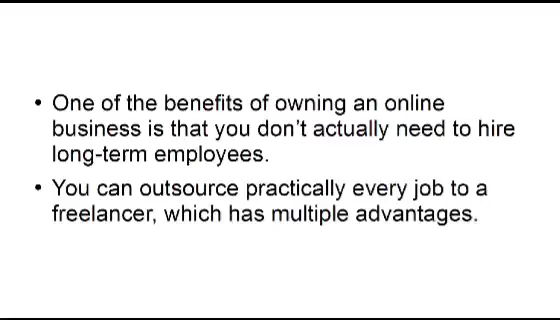 • One of the benefits of owning an online
business is that you don't actually need to hire
long-term employees.
• You can outsource practically every job to a
freelancer, which has multiple advantages.